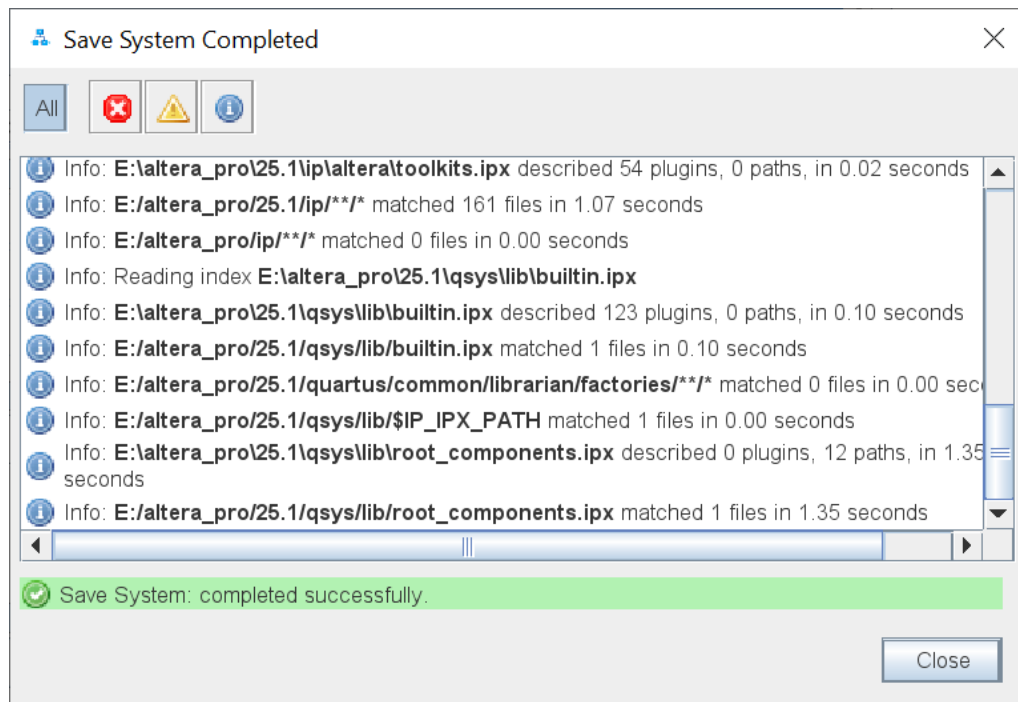 Save System Completed
All
Info: E:\altera_pro\25.1\ip\altera\toolkits.ipx described 54 plugins, 0 paths, in 0.02 seconds
Info: E:/altera_pro/25.1/ip/**/* matched 161 files in 1.07 seconds
Info: E:/altera_pro/ip/**/* matched 0 files in 0.00 seconds
Info: Reading index E:\altera_pro\25.1\qsys\lib\builtin.ipx
Info: E:\altera_pro\25.1\qsys\lib\builtin.ipx described 123 plugins, 0 paths, in 0.10 seconds
Info: E:/altera_pro/25.1/qsys/lib/builtin.ipx matched 1 files in 0.10 seconds
Info: E:/altera_pro/25.1/quartus/common/librarian/factories/**/* matched 0 files in 0.00 sec
Info: E:/altera_pro/25.1/qsys/lib/$IP_IPX_PATH matched 1 files in 0.00 seconds
Info: E:\altera_pro\25.1\qsys\lib\root_components.ipx described 0 plugins, 12 paths, in 1.35
seconds
Info: E:/altera_pro/25.1/qsys/lib/root_components.ipx matched 1 files in 1.35 seconds
Save System: completed successfully.
Close